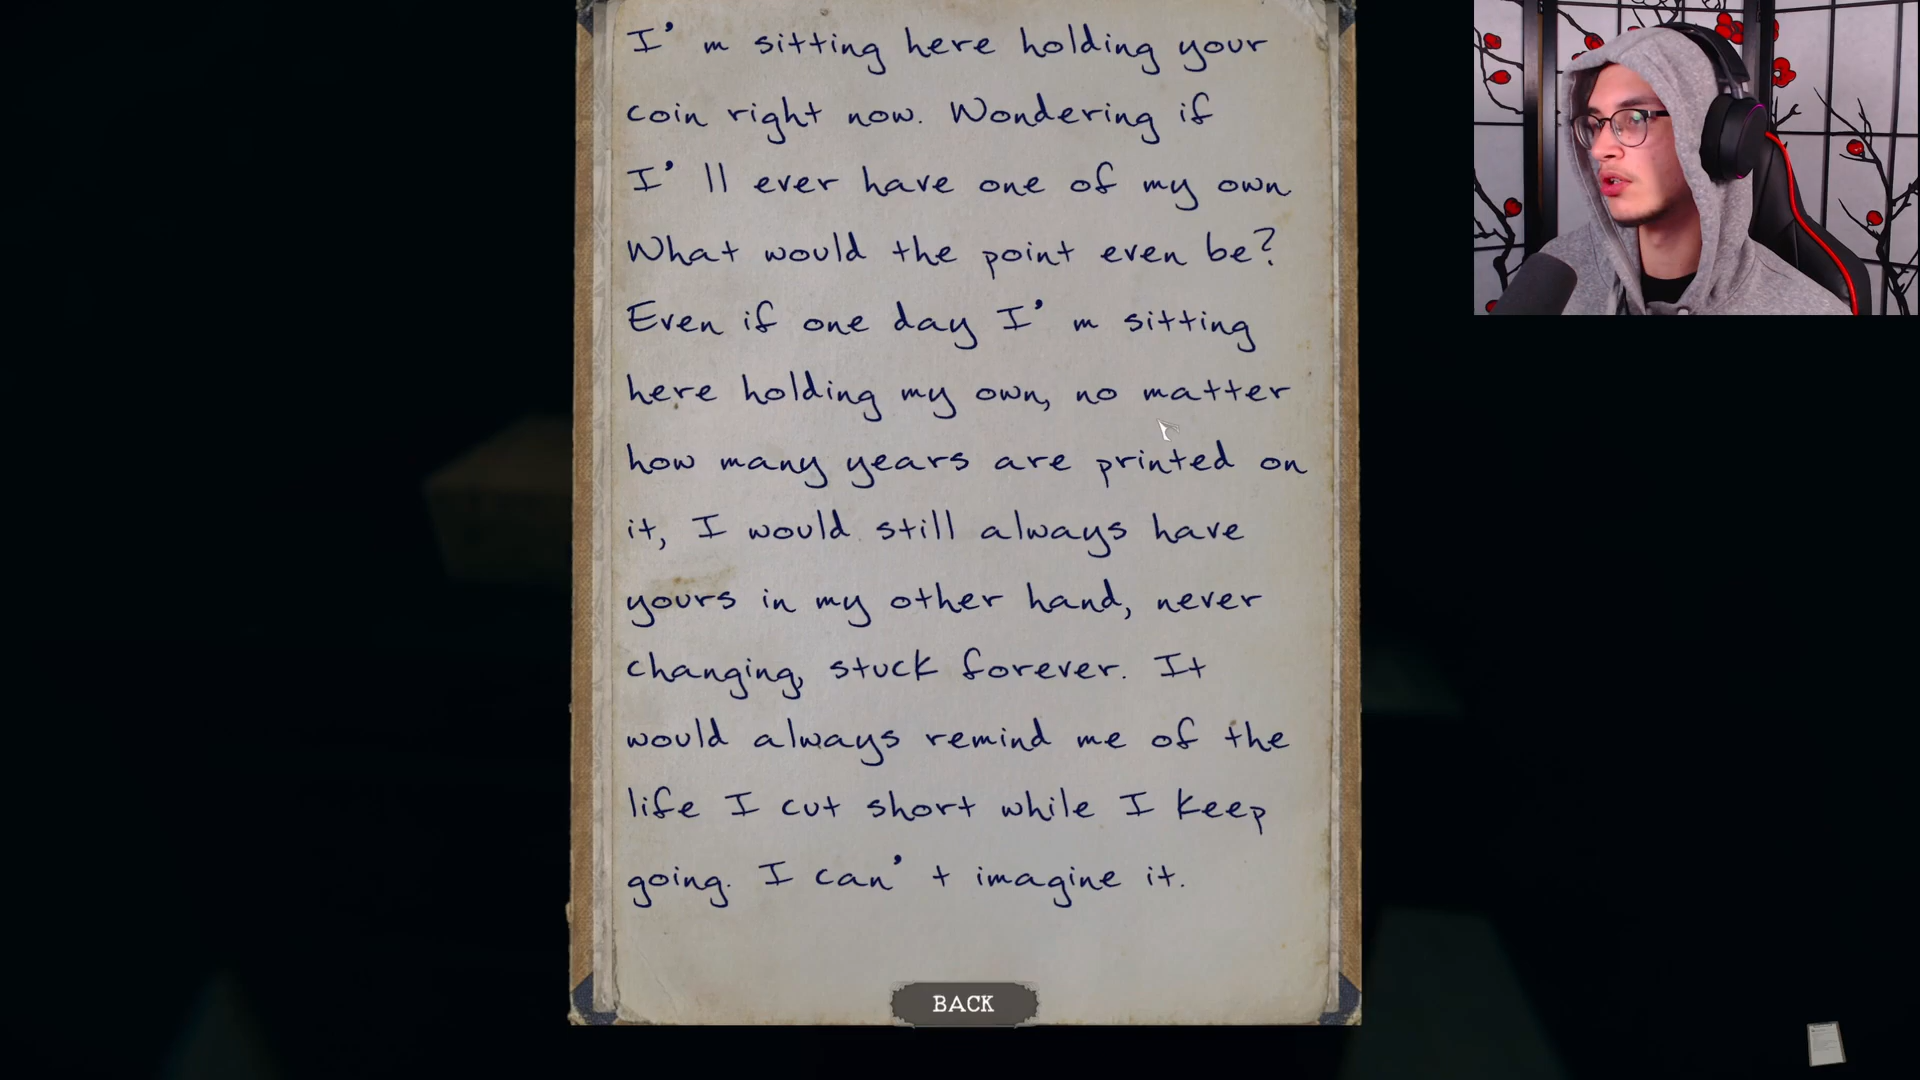 I' m sitting here holding your
coin right now. Wondering if
I' ll ever have one of my own
What would the point even be?
Even if one day I' m sitting
here holding my own, no matter
how many years are printed on
it, I would still always have
yours in my other hand, never
changing, stuck forever. It
would always remind me of the
life I cut short while I keep
going. I can' t imagine it.
BACK